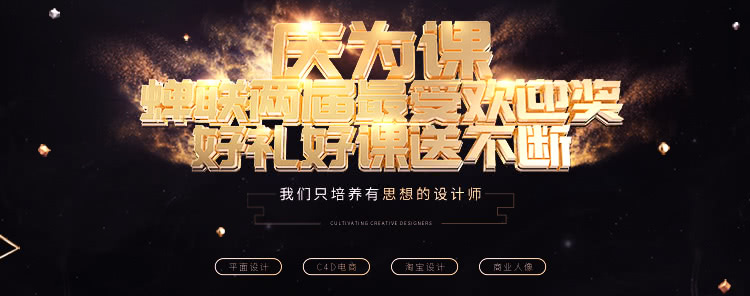 庆为课
蝉联两届最受欢迎奖
好礼好课送不断
我们只培养有思想的设计师
CULTIVATING CREATIVE DESIGNERS
平面设计 C4D电商 淘宝设计 商业人像